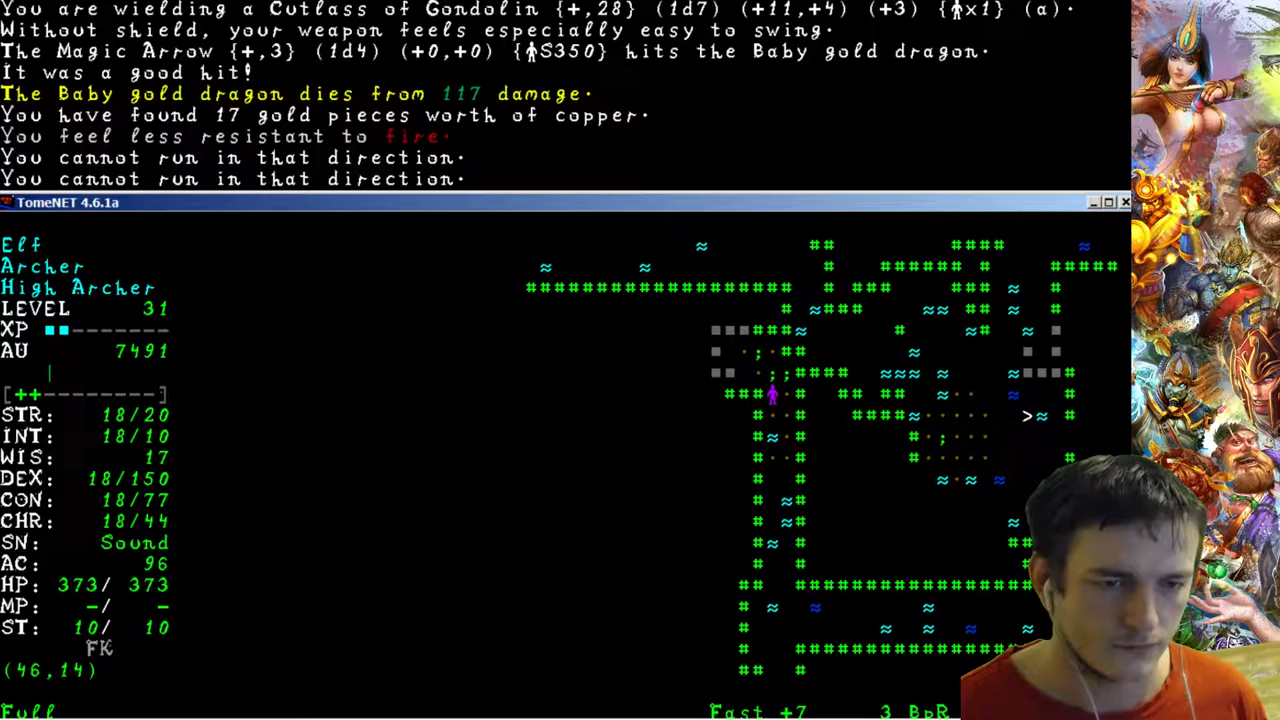 You are wielding a Cutlass of Gondolin {+,28} (1d7) (+11,+4) (+3) {x1} (a).
Without shield, your weapon feels especially easy to swing.
The Magic Arrow {+,3} (1d4) (+0,+0) {S350} hits the Baby gold dragon.
It was a good hit!
The Baby gold dragon dies from 117 damage.
You have found 17 gold pieces worth of copper.
You feel less resistant to fire.
You cannot run in that direction.
You cannot run in that direction.
TomeNET 4.6.1a
Elf
Archer
High Archer
LEVEL 31
XP
AU 7491
[++----------]
STR: 18/20
INT: 18/10
WIS: 17
DEX: 18/150
CON: 18/77
CHR: 18/44
SN: Sound
AC: 96
HP: 373/ 373
MP: -/ -
ST: 10/ 10
FK
(46,14)
Full Fast +7 3 BpR